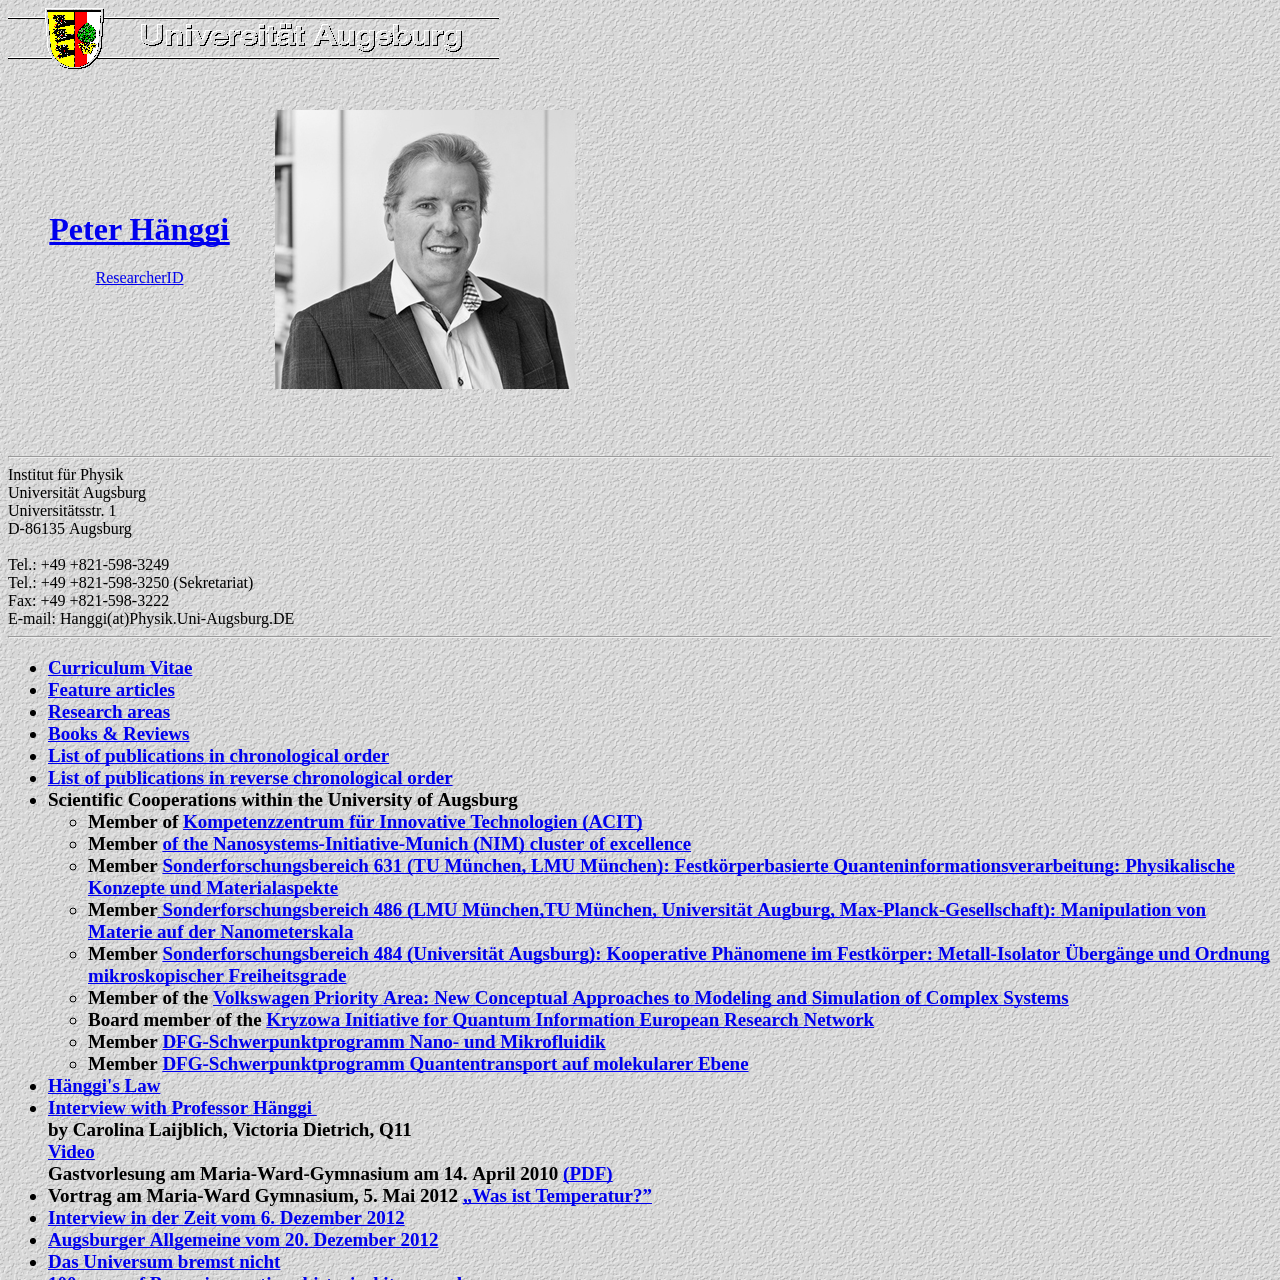 Universität Augsburg
Peter Hänggi
ResearcherID
Institut für Physik
Universität Augsburg
Universitätsstr. 1
D-86135 Augsburg
Tel.: +49 +821-598-3249
Tel.: +49 +821-598-3250 (Sekretariat)
Fax: +49 +821-598-3222
E-mail: Hanggi(at)Physik.Uni-Augsburg.DE
Curriculum Vitae
Feature articles
Research areas
Books & Reviews
List of publications in chronological order
List of publications in reverse chronological order
Scientific Cooperations within the University of Augsburg
Member of Kompetenzzentrum für Innovative Technologien (ACIT)
Member of the Nanosystems-Initiative-Munich (NIM) cluster of excellence
Member Sonderforschungsbereich 631 (TU München, LMU München): Festkörperbasierte Quanteninformationsverarbeitung: Physikalische
Konzepte und Materialaspekte
Member Sonderforschungsbereich 486 (LMU München,TU München, Universität Augburg, Max-Planck-Gesellschaft): Manipulation von
Materie auf der Nanometerskala
Member Sonderforschungsbereich 484 (Universität Augsburg): Kooperative Phänomene im Festkörper: Metall-Isolator Übergänge und Ordnung
mikroskopischer Freiheitsgrade
Member of the Volkswagen Priority Area: New Conceptual Approaches to Modeling and Simulation of Complex Systems
Board member of the Kryzowa Initiative for Quantum Information European Research Network
Member DFG-Schwerpunktprogramm Nano- und Mikrofluidik
Member DFG-Schwerpunktprogramm Quantentransport auf molekularer Ebene
Hänggi's Law
Interview with Professor Hänggi
by Carolina Laijblich, Victoria Dietrich, Q11
Video
Gastvorlesung am Maria-Ward-Gymnasium am 14. April 2010 (PDF)
Vortrag am Maria-Ward Gymnasium, 5. Mai 2012 „Was ist Temperatur?”
Interview in der Zeit vom 6. Dezember 2012
Augsburger Allgemeine vom 20. Dezember 2012
Das Universum bremst nicht